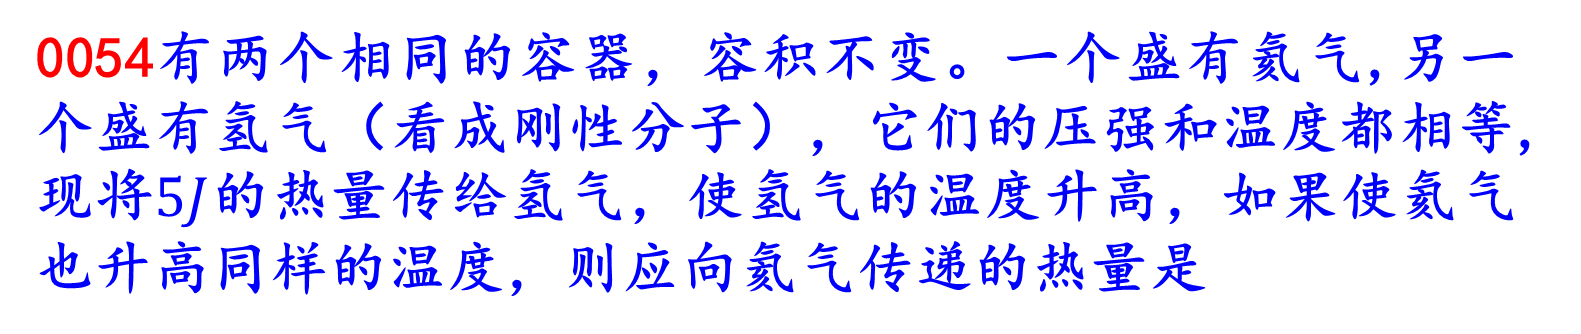 0054有两个相同的容器，容积不变。一个盛有氦气,另一
个盛有氢气（看成刚性分子），它们的压强和温度都相等，
现将5J的热量传给氢气，使氢气的温度升高，如果使氦气
也升高同样的温度，则应向氦气传递的热量是